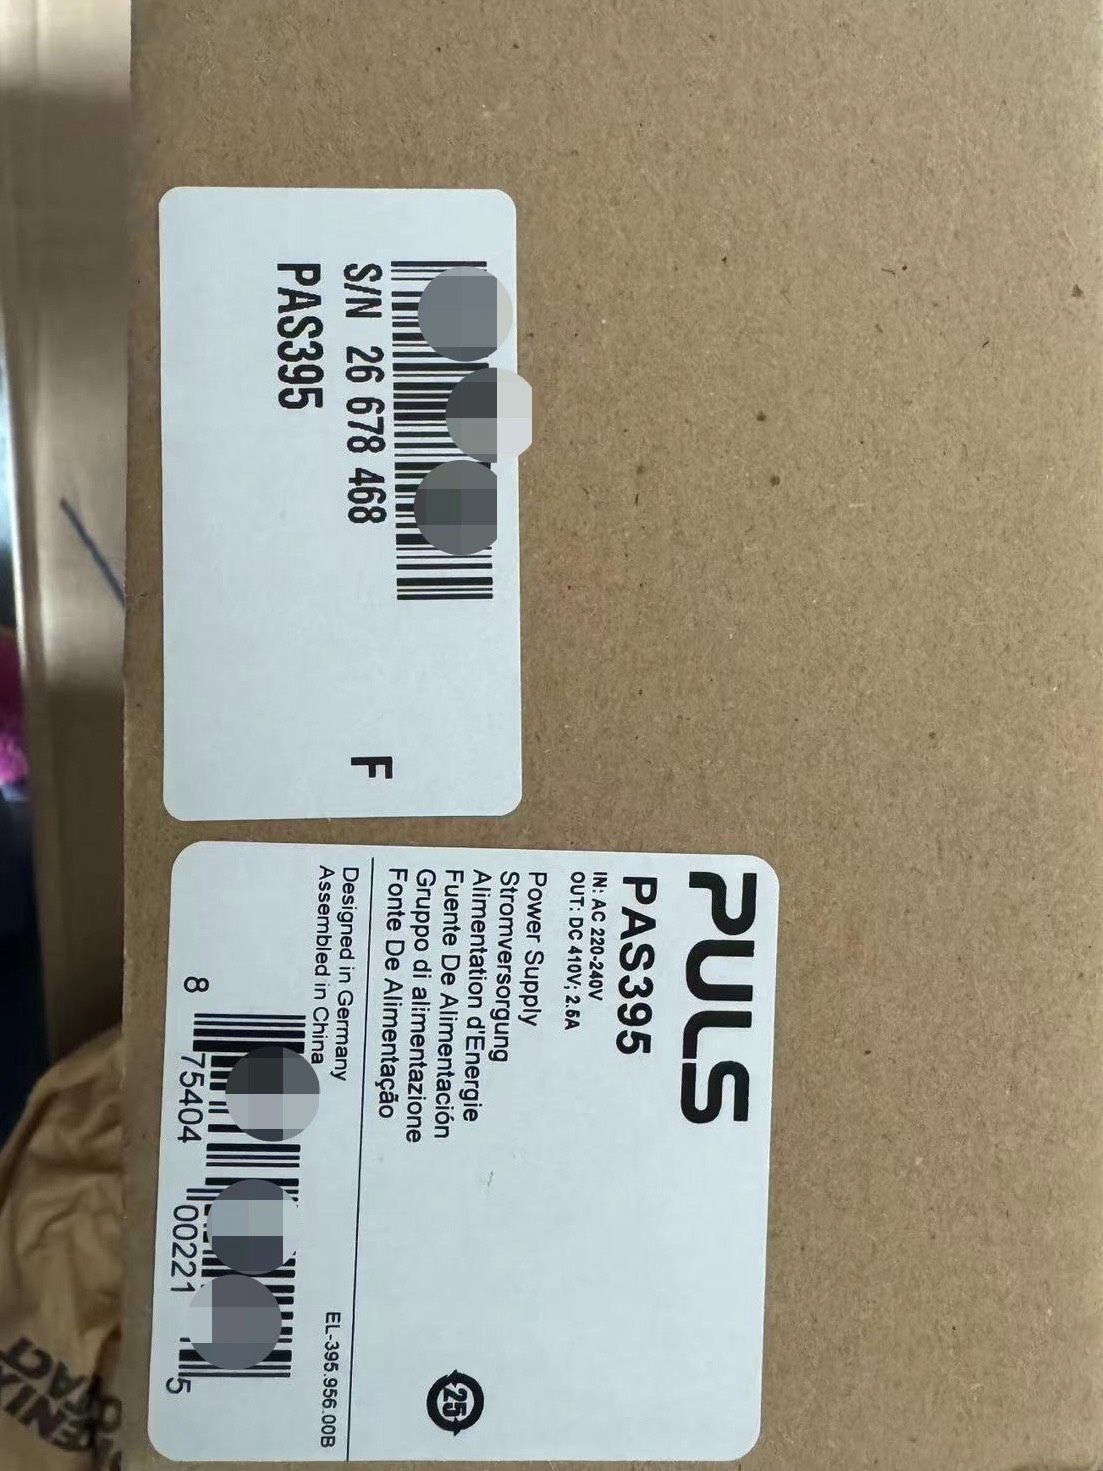 S/N 26 678 468
PAS395
F
PULS
PAS395
IN: AC 220-240V
OUT: DC 410V; 2.5A
Power Supply
Stromversorgung
Alimentation d'Energie
Fuente De Alimentación
Gruppo di alimentazione
Fonte De Alimentação
Designed in Germany
Assembled in China
EL-395.956.00B
25
8 75404 00221 5